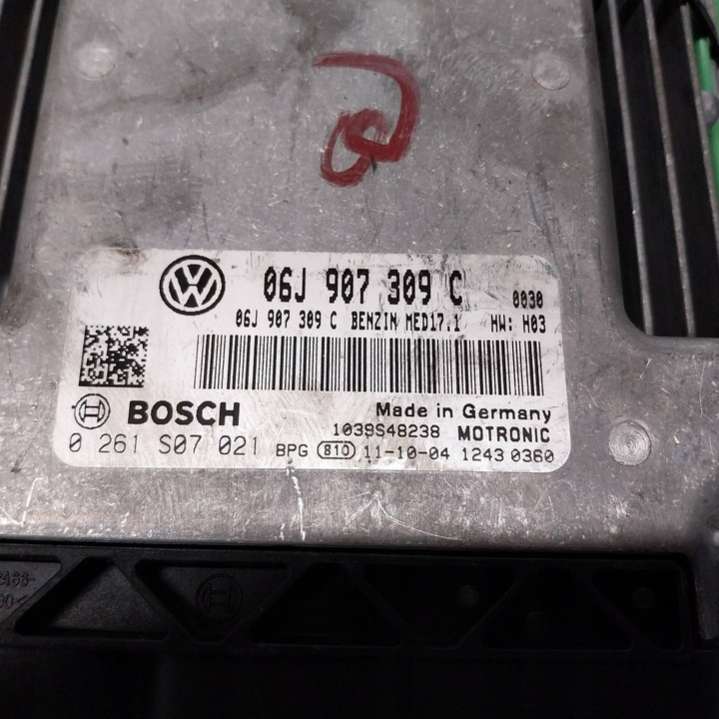 06J 907 309 C 0030
06J 907 309 C BENZIN MED17.1 HW: H03
BOSCH Made in Germany
1039S48238 MOTRONIC
0 261 S07 021 BPG 810 11-10-04 1243 0360